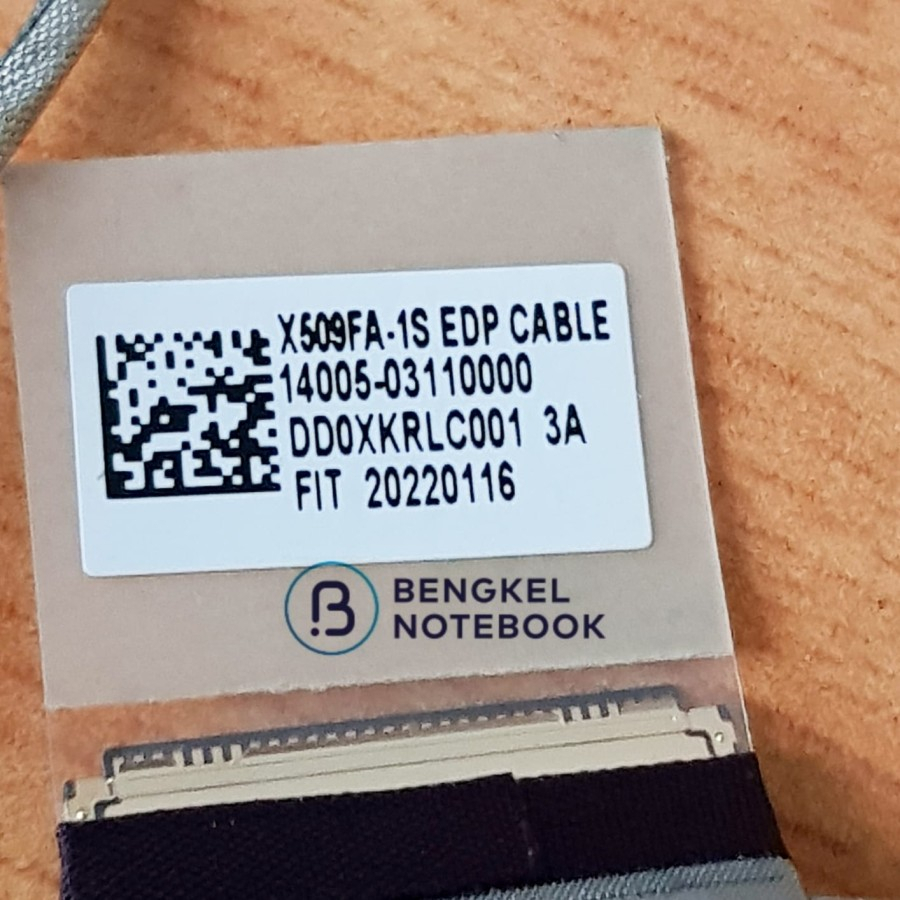 X509FA-1S EDP CABLE
14005-03110000
DD0XKRLC001 3A
FIT 20220116
BENGKEL
NOTEBOOK